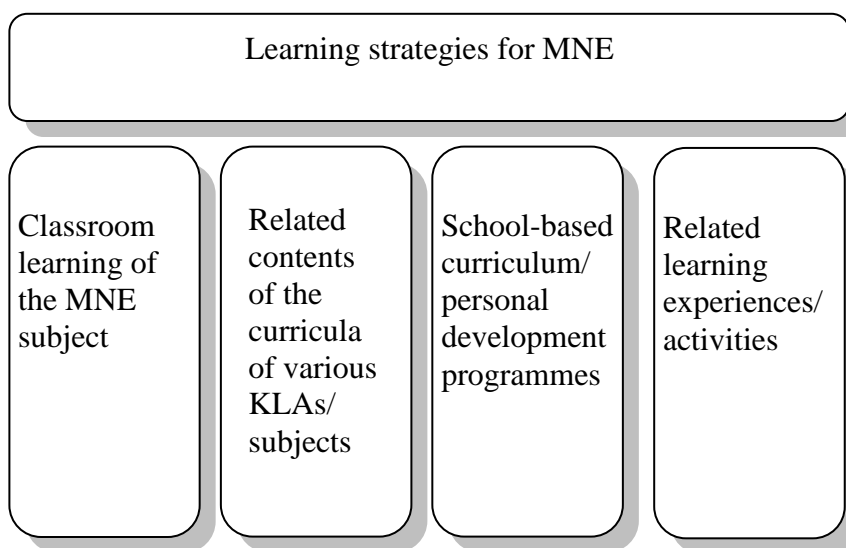 Learning strategies for MNE
Classroom
learning of
the MNE
subject
Related
contents
of the
curricula
of various
KLAs/
subjects
School-based
curriculum/
personal
development
programmes
Related
learning
experiences/
activities